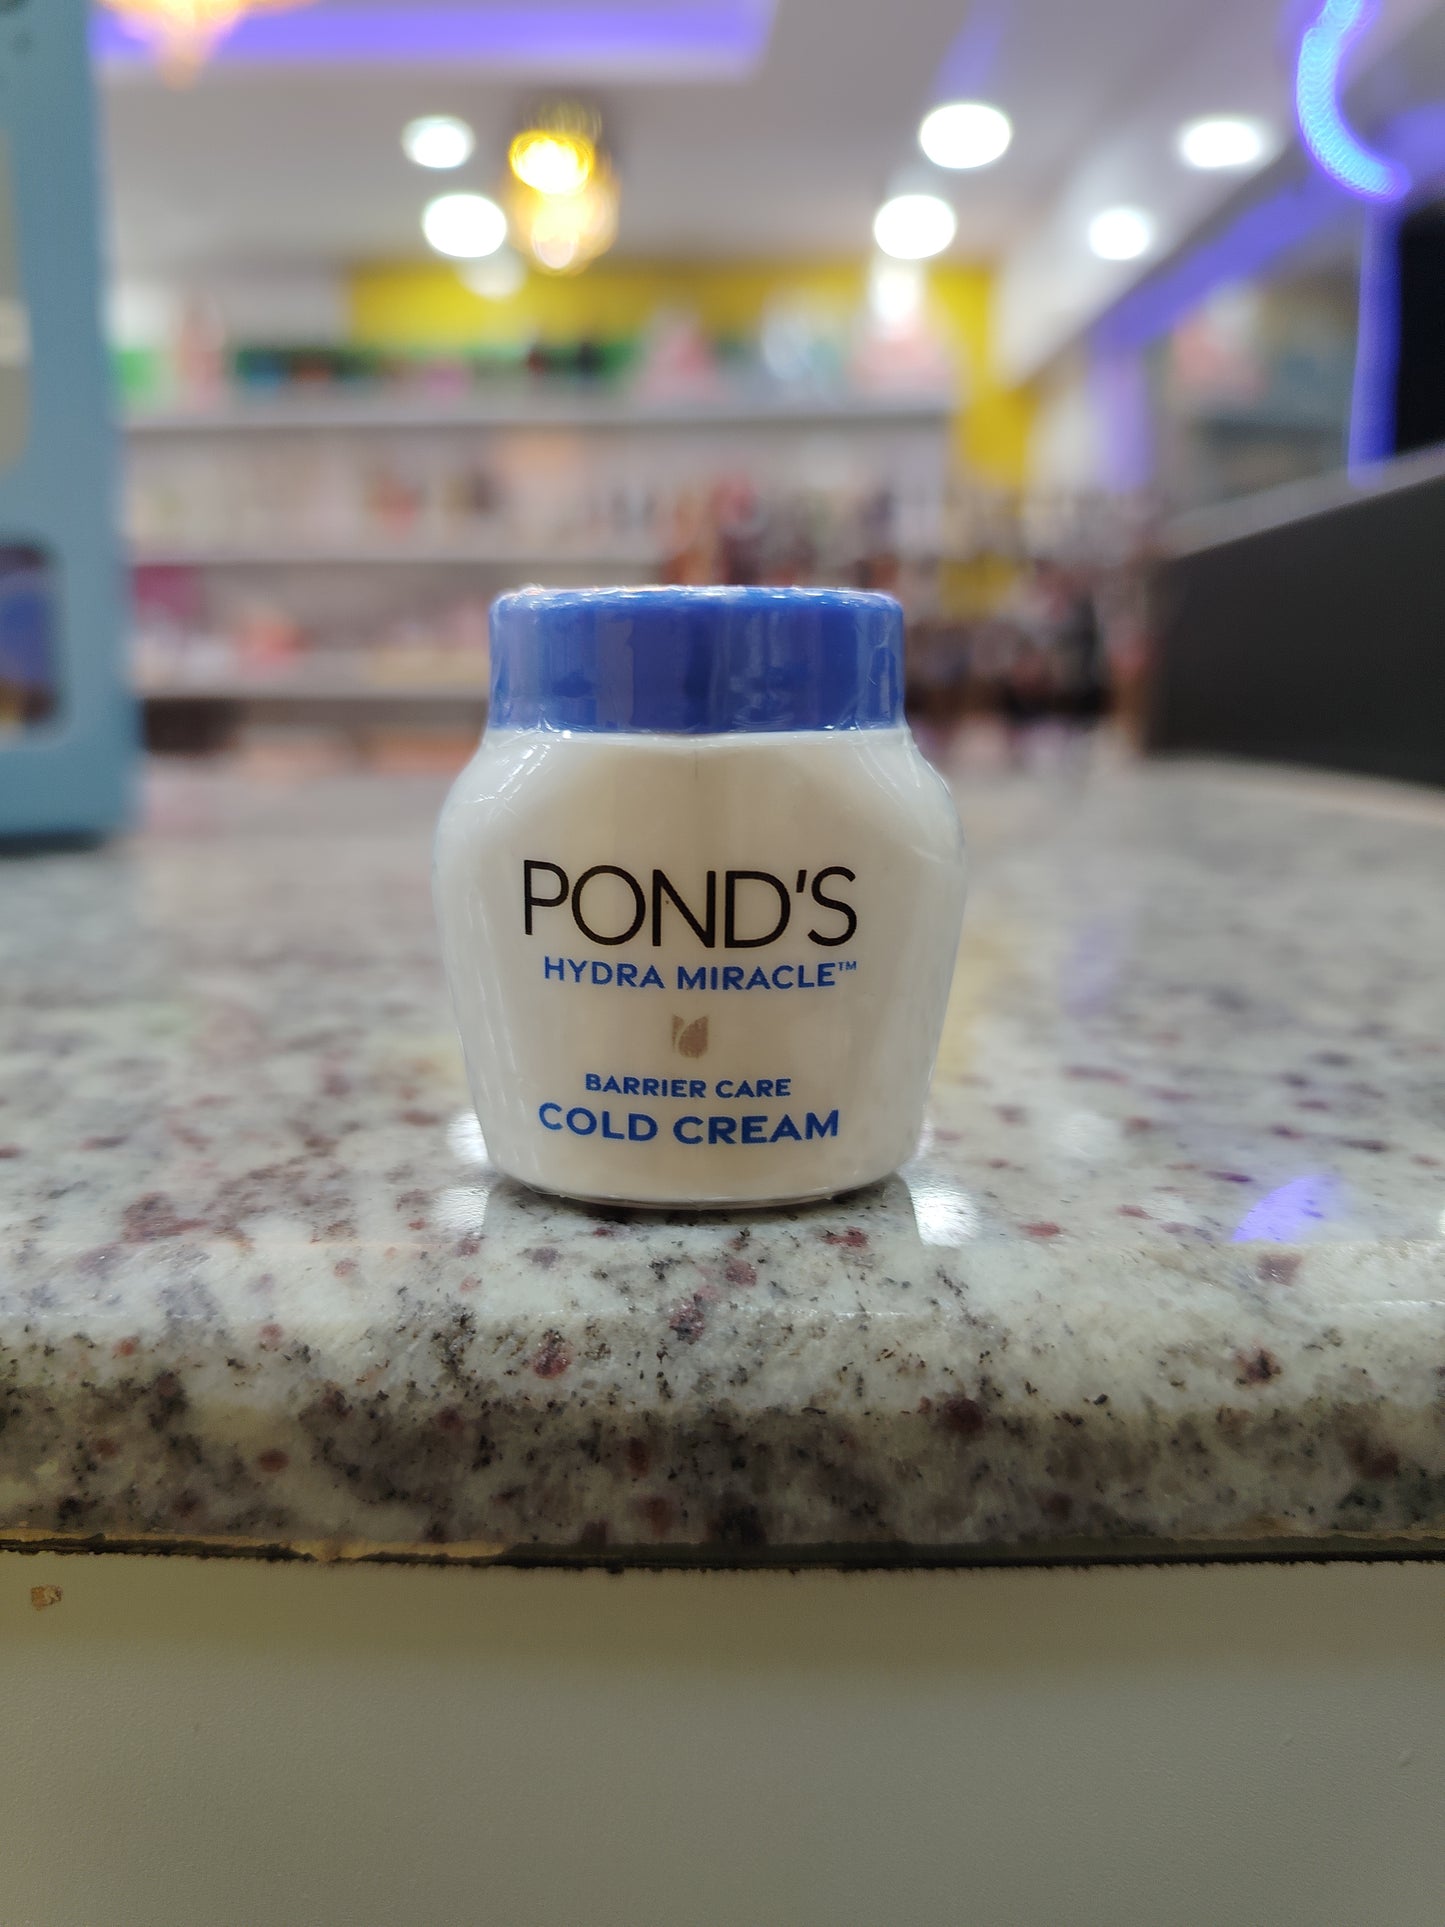 POND'S
HYDRA MIRACLE™
BARRIER CARE
COLD CREAM